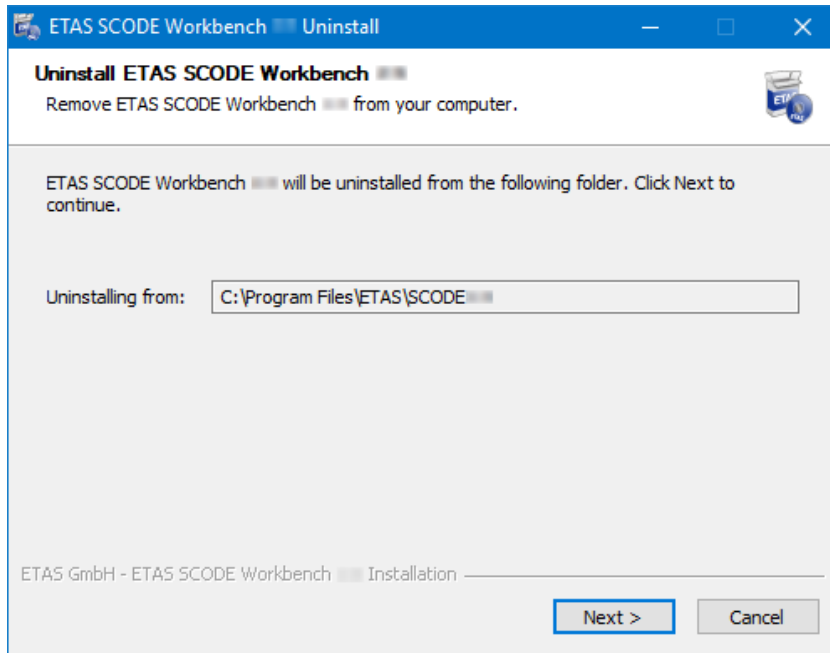 ETAS SCODE Workbench Uninstall
Uninstall ETAS SCODE Workbench
Remove ETAS SCODE Workbench from your computer.
ETAS SCODE Workbench will be uninstalled from the following folder. Click Next to
continue.
Uninstalling from: C:\Program Files\ETAS\SCODE
ETAS GmbH - ETAS SCODE Workbench Installation
Next > Cancel